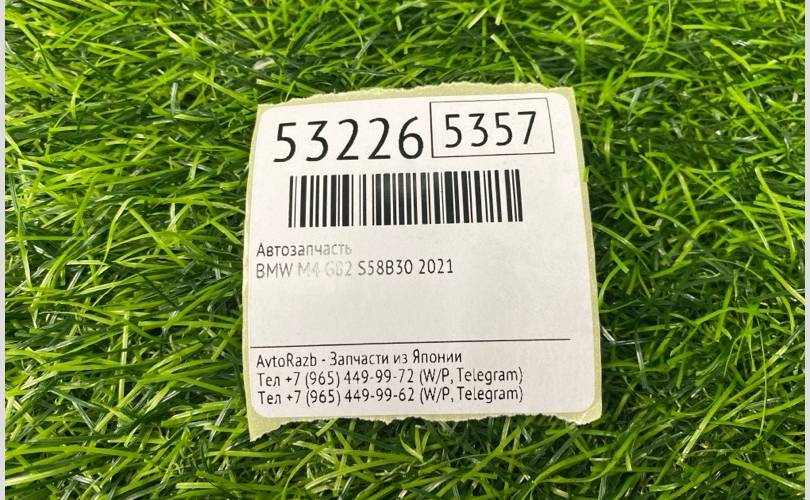 53226 5357
Автозапчасть
BMW M4 G82 S58B30 2021
AvtoRazb - Запчасти из Японии
Тел +7 (965) 449-99-72 (W/P, Telegram)
Тел +7 (965) 449-99-62 (W/P, Telegram)